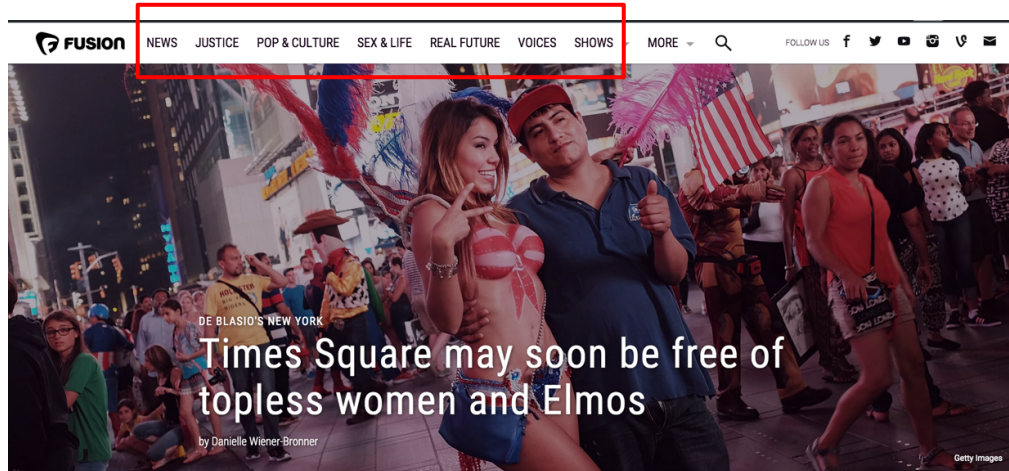 FUSION NEWS JUSTICE POP & CULTURE SEX & LIFE REAL FUTURE VOICES SHOWS MORE FOLLOW US
DE BLASIO'S NEW YORK
Times Square may soon be free of
topless women and Elmos
by Danielle Wiener-Bronner
Getty Images